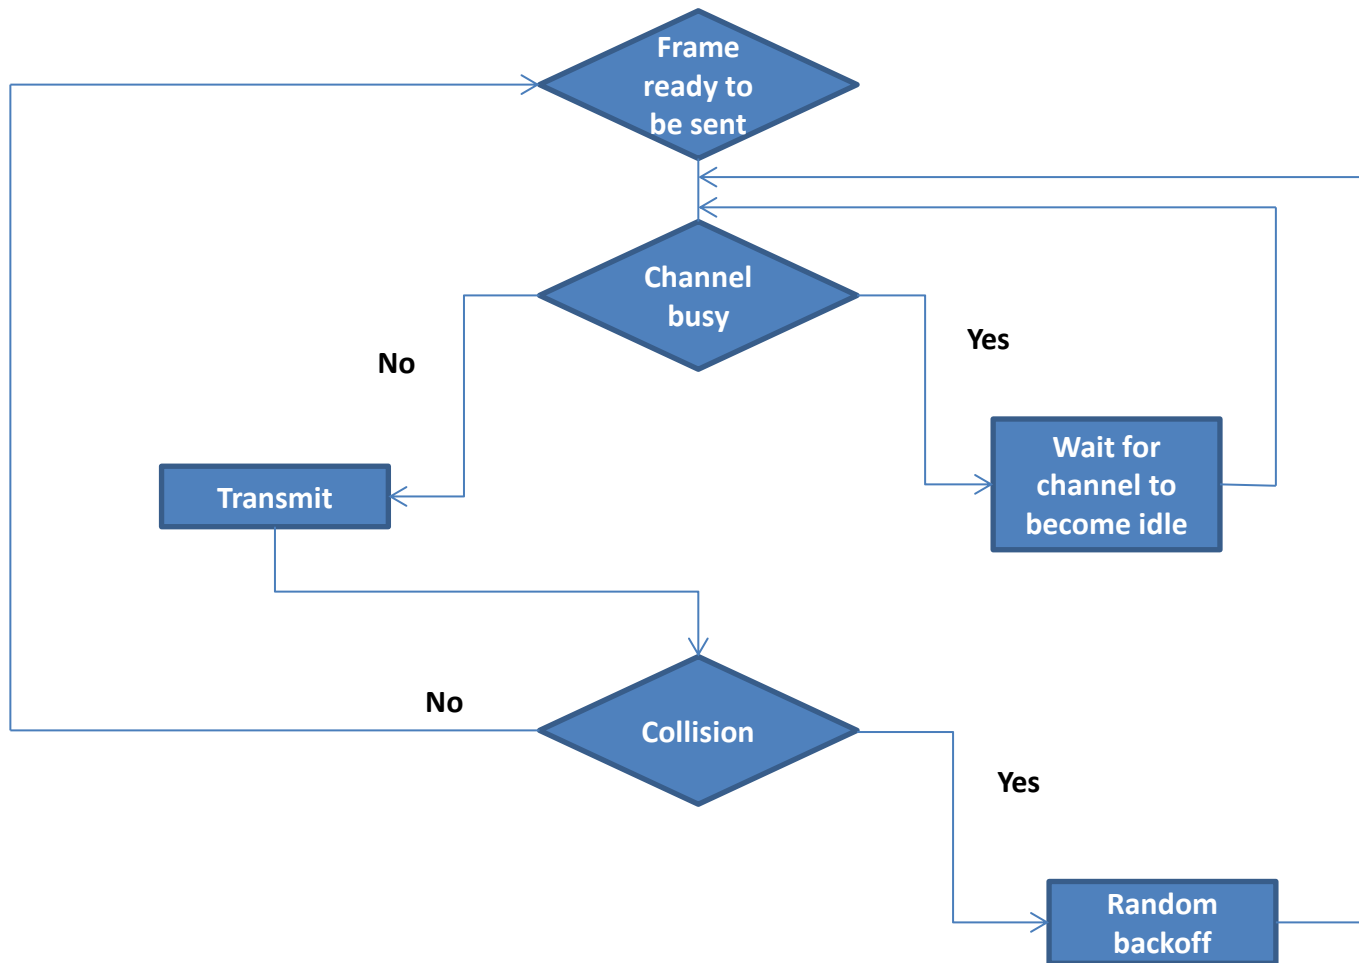 Frame
ready to
be sent
Channel
busy
No
Yes
Transmit
Wait for
channel to
become idle
No
Collision
Yes
Random
backoff